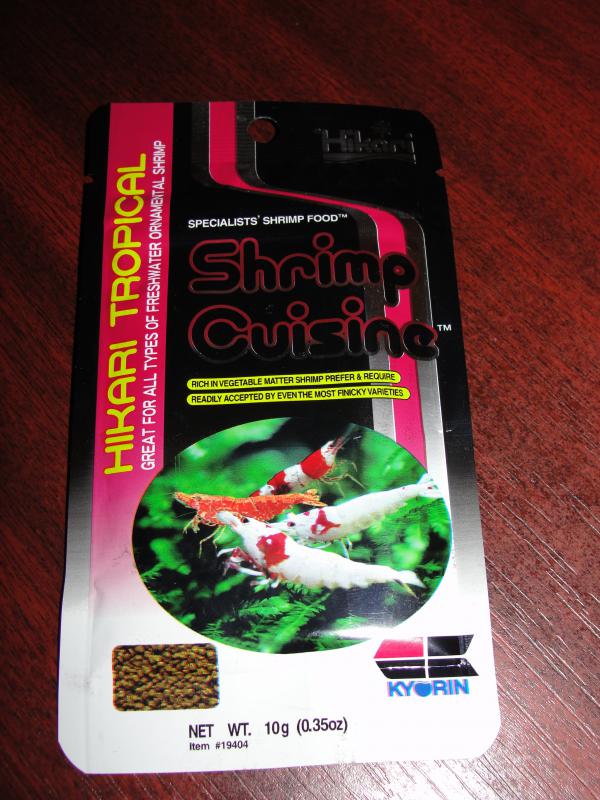 Hikari
HIKARI TROPICAL
GREAT FOR ALL TYPES OF FRESHWATER ORNAMENTAL SHRIMP
SPECIALISTS' SHRIMP FOOD™
Shrimp
Cuisine™
RICH IN VEGETABLE MATTER SHRIMP PREFER & REQUIRE
READILY ACCEPTED BY EVEN THE MOST FINICKY VARIETIES
KYORIN
NET WT. 10g (0.35oz)
Item #19404